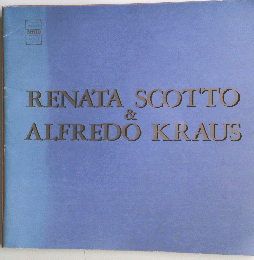 RENATA SCOTTO
&
ALFREDO KRAUS